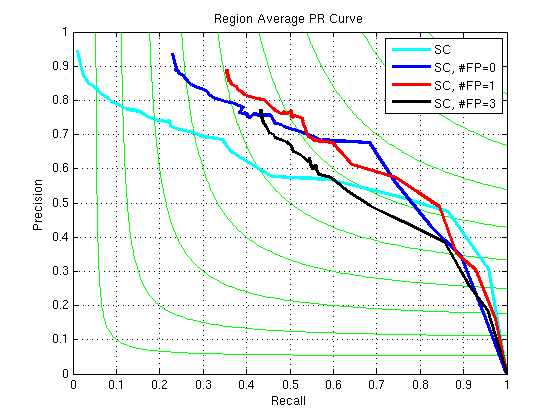 Region Average PR Curve
1
0.9
0.8
0.7
0.6
0.5
0.4
0.3
0.2
0.1
0
Precision
SC
SC, #FP=0
SC, #FP=1
SC, #FP=3
0 0.1 0.2 0.3 0.4 0.5 0.6 0.7 0.8 0.9 1
Recall